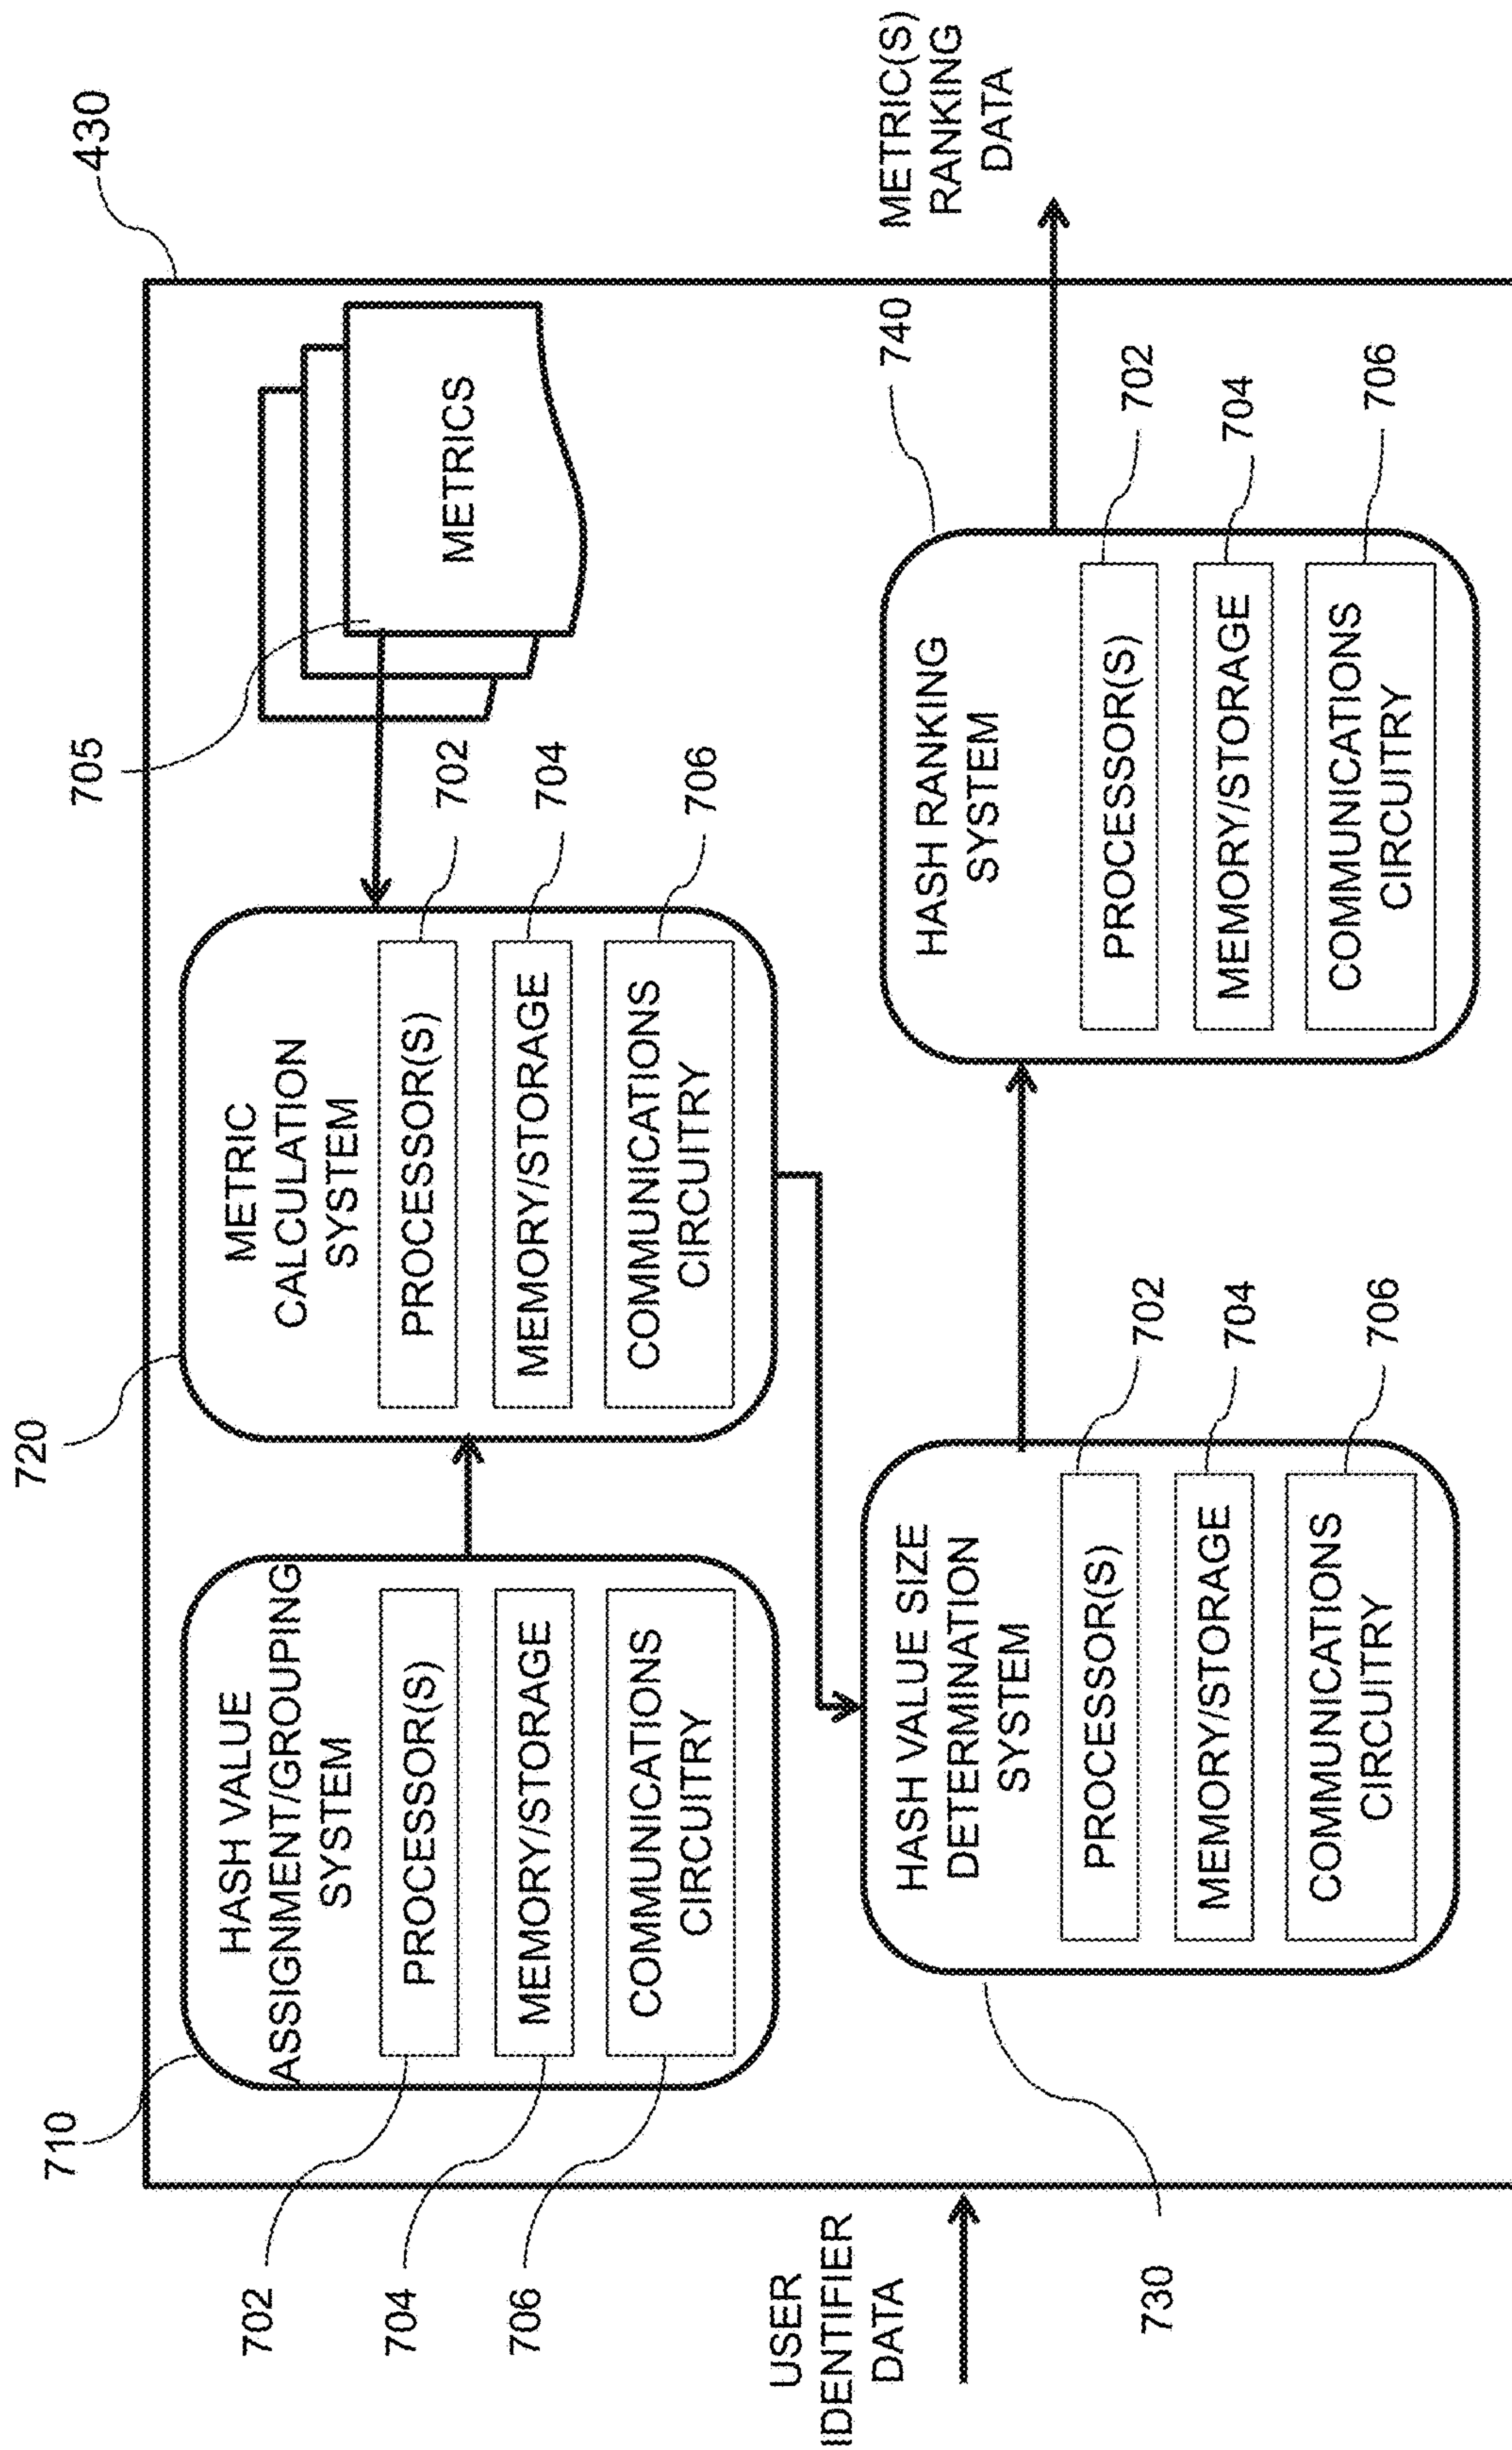 430
705
METRICS
720
METRIC
CALCULATION
SYSTEM
PROCESSOR(S)
MEMORY/STORAGE
COMMUNICATIONS
CIRCUITRY
702
704
706
710
HASH VALUE
ASSIGNMENT/GROUPING
SYSTEM
PROCESSOR(S)
MEMORY/STORAGE
COMMUNICATIONS
CIRCUITRY
702
704
706
USER
IDENTIFIER
DATA
730
HASH VALUE SIZE
DETERMINATION
SYSTEM
PROCESSOR(S)
MEMORY/STORAGE
COMMUNICATIONS
CIRCUITRY
702
704
706
740
HASH RANKING
SYSTEM
PROCESSOR(S)
MEMORY/STORAGE
COMMUNICATIONS
CIRCUITRY
702
704
706
METRIC(S)
RANKING
DATA